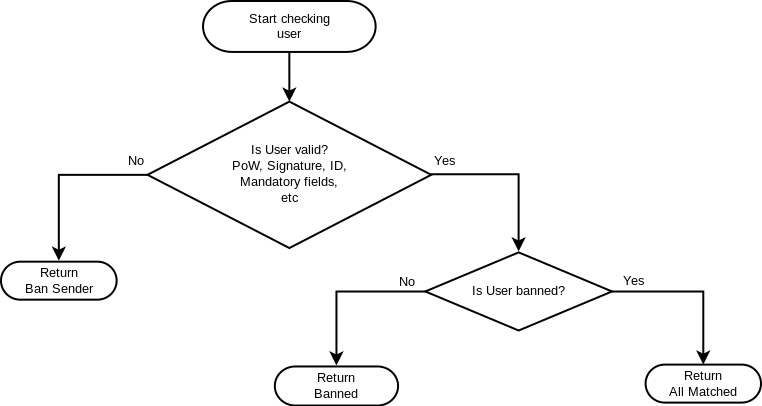 Start checking
user
Is User valid?
PoW, Signature, ID,
Mandatory fields,
etc
No
Yes
Return
Ban Sender
Is User banned?
No
Yes
Return
Banned
Return
All Matched